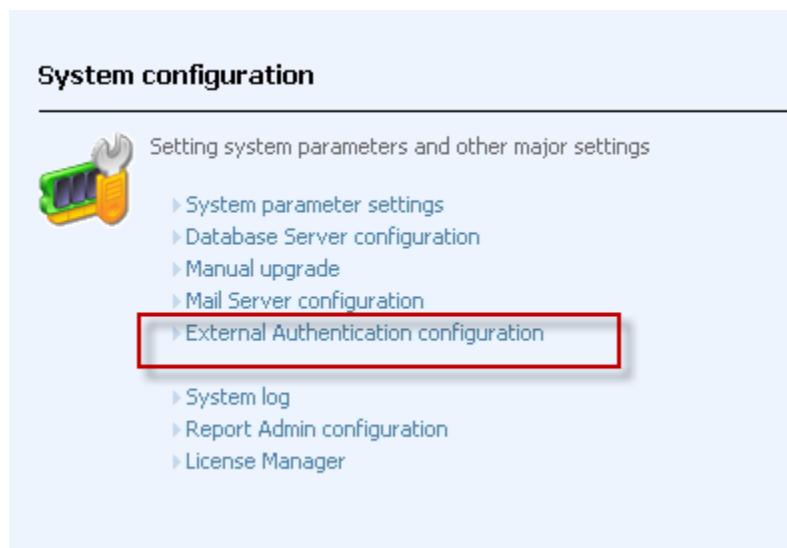 System configuration
Setting system parameters and other major settings
System parameter settings
Database Server configuration
Manual upgrade
Mail Server configuration
External Authentication configuration
System log
Report Admin configuration
License Manager